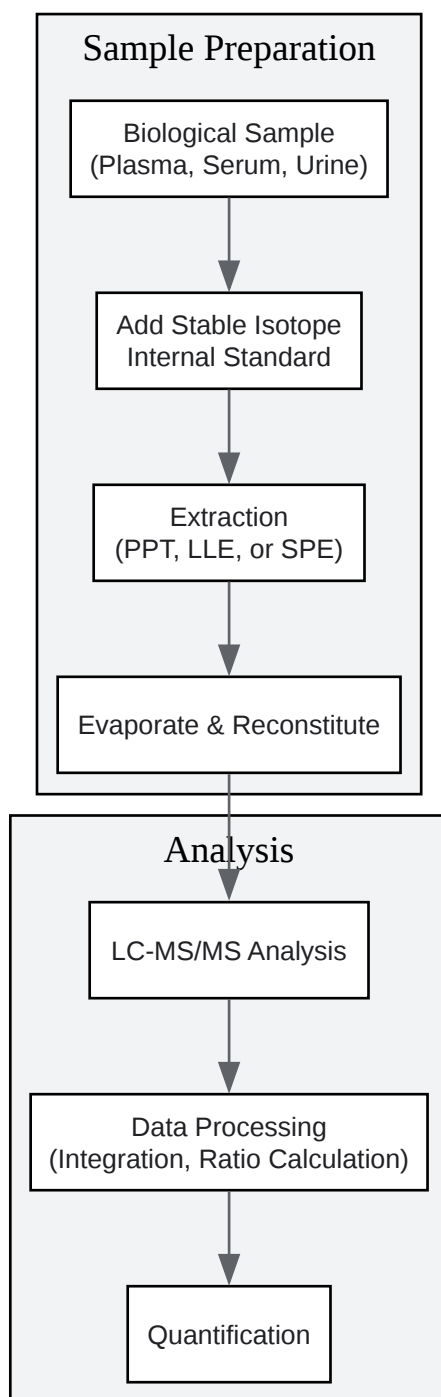 Sample Preparation
Biological Sample
(Plasma, Serum, Urine)
Add Stable Isotope
Internal Standard
Extraction
(PPT, LLE, or SPE)
Evaporate & Reconstitute
Analysis
LC-MS/MS Analysis
Data Processing
(Integration, Ratio Calculation)
Quantification